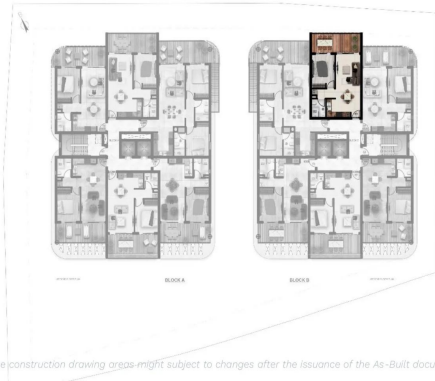 BLOCK A
BLOCK B
e construction drawing areas might subject to changes after the issuance of the As-Built docu